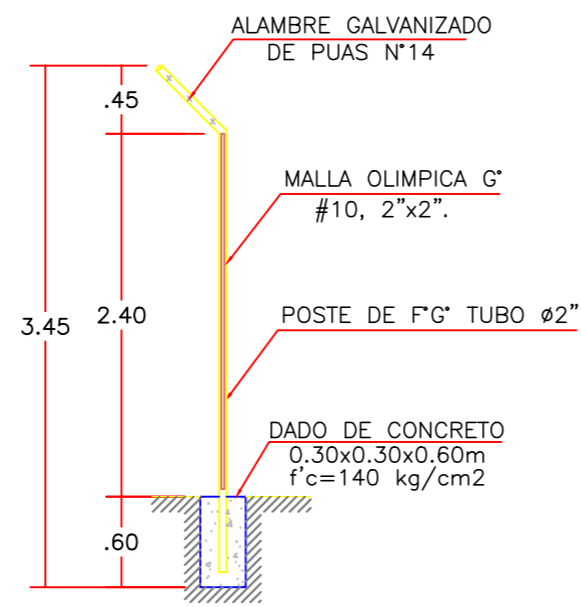 ALAMBRE GALVANIZADO
DE PUAS N°14
.45
MALLA OLIMPICA G°
#10, 2"x2".
3.45
2.40
POSTE DE F°G° TUBO ø2"
DADO DE CONCRETO
0.30x0.30x0.60m
f'c=140 kg/cm2
.60